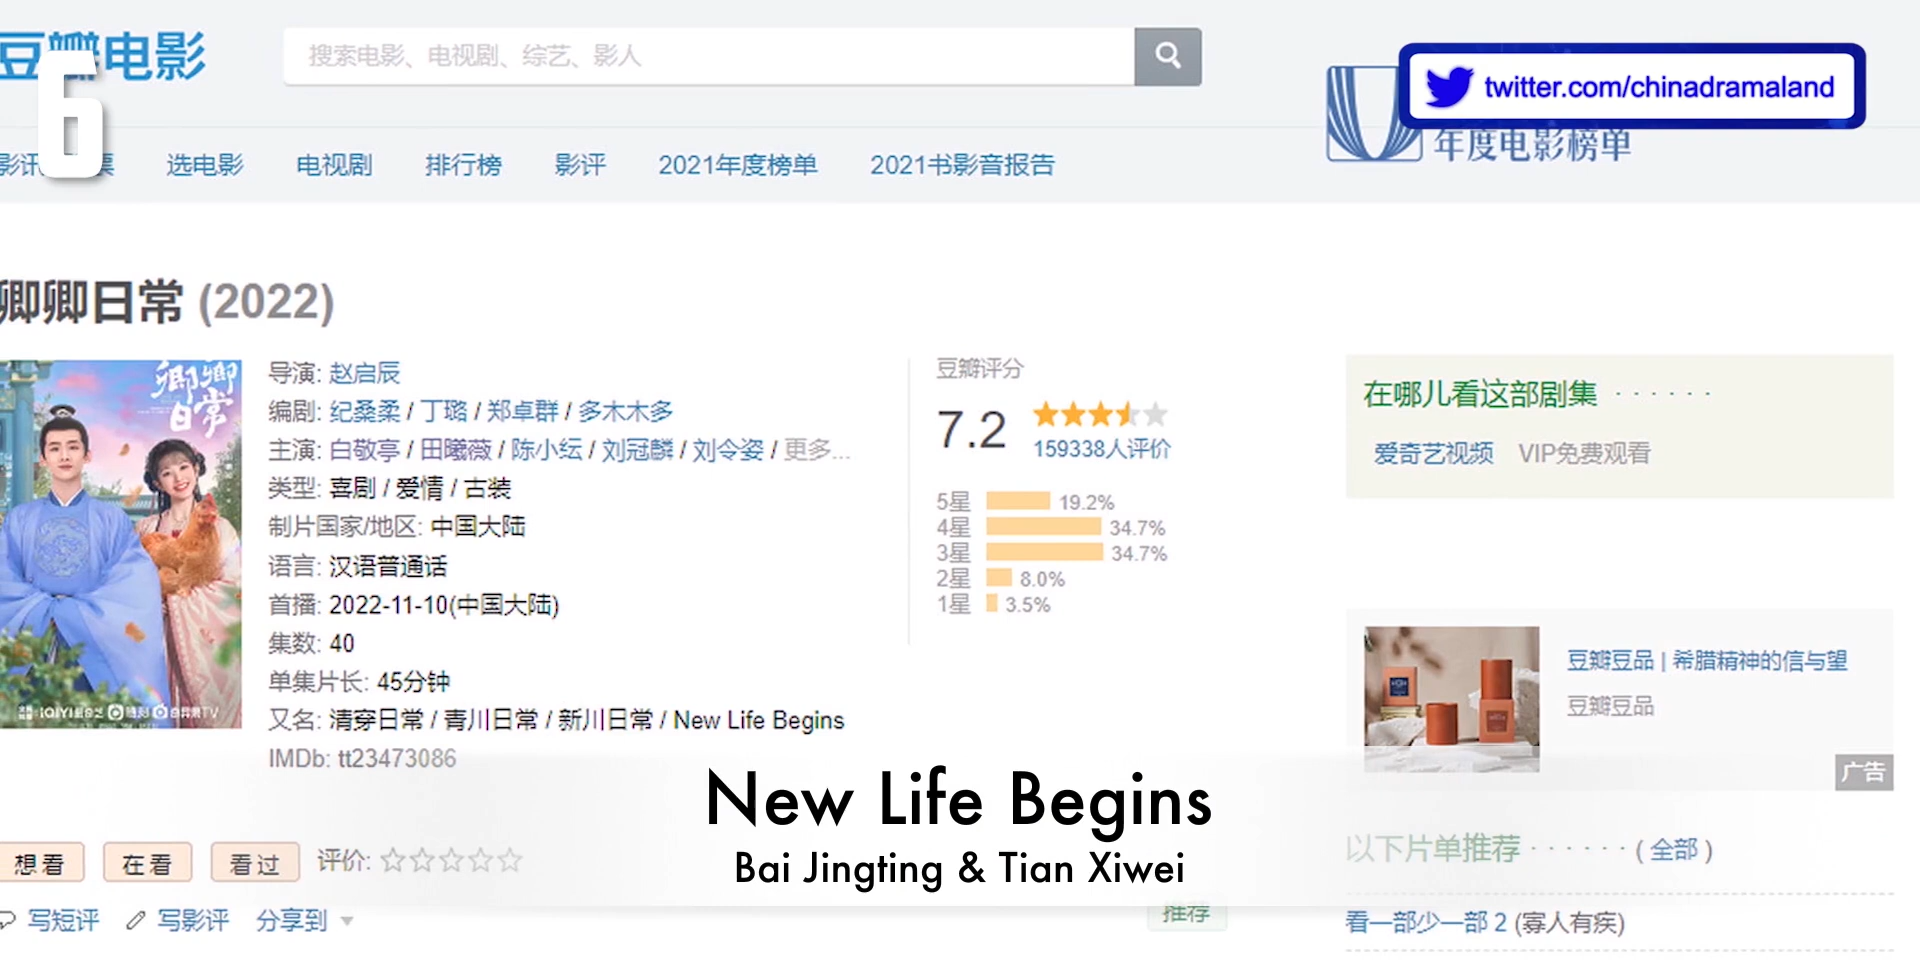 豆瓣电影
6
搜索电影、电视剧、综艺、影人
twitter.com/chinadramaland
年度电影榜单
影讯 票 选电影 电视剧 排行榜 影评 2021年度榜单 2021书影音报告
卿卿日常 (2022)
卿卿日常
导演: 赵启辰
编剧: 纪桑柔 / 丁璐 / 郑卓群 / 多木木多
主演: 白敬亭 / 田曦薇 / 陈小纭 / 刘冠麟 / 刘令姿 / 更多...
类型: 喜剧 / 爱情 / 古装
制片国家/地区: 中国大陆
语言: 汉语普通话
首播: 2022-11-10(中国大陆)
集数: 40
单集片长: 45分钟
又名: 清穿日常 / 青川日常 / 新川日常 / New Life Begins
IMDb: tt23473086
豆瓣评分
7.2
159338人评价
5星 19.2%
4星 34.7%
3星 34.7%
2星 8.0%
1星 3.5%
在哪儿看这部剧集 · · · · · ·
爱奇艺视频 VIP免费观看
豆瓣豆品 | 希腊精神的信与望
豆瓣豆品
广告
New Life Begins
Bai Jingting & Tian Xiwei
想看 在看 看过 评价:
写短评 写影评 分享到
推荐
以下片单推荐 · · · · · · ( 全部 )
看一部少一部 2 (寡人有疾)